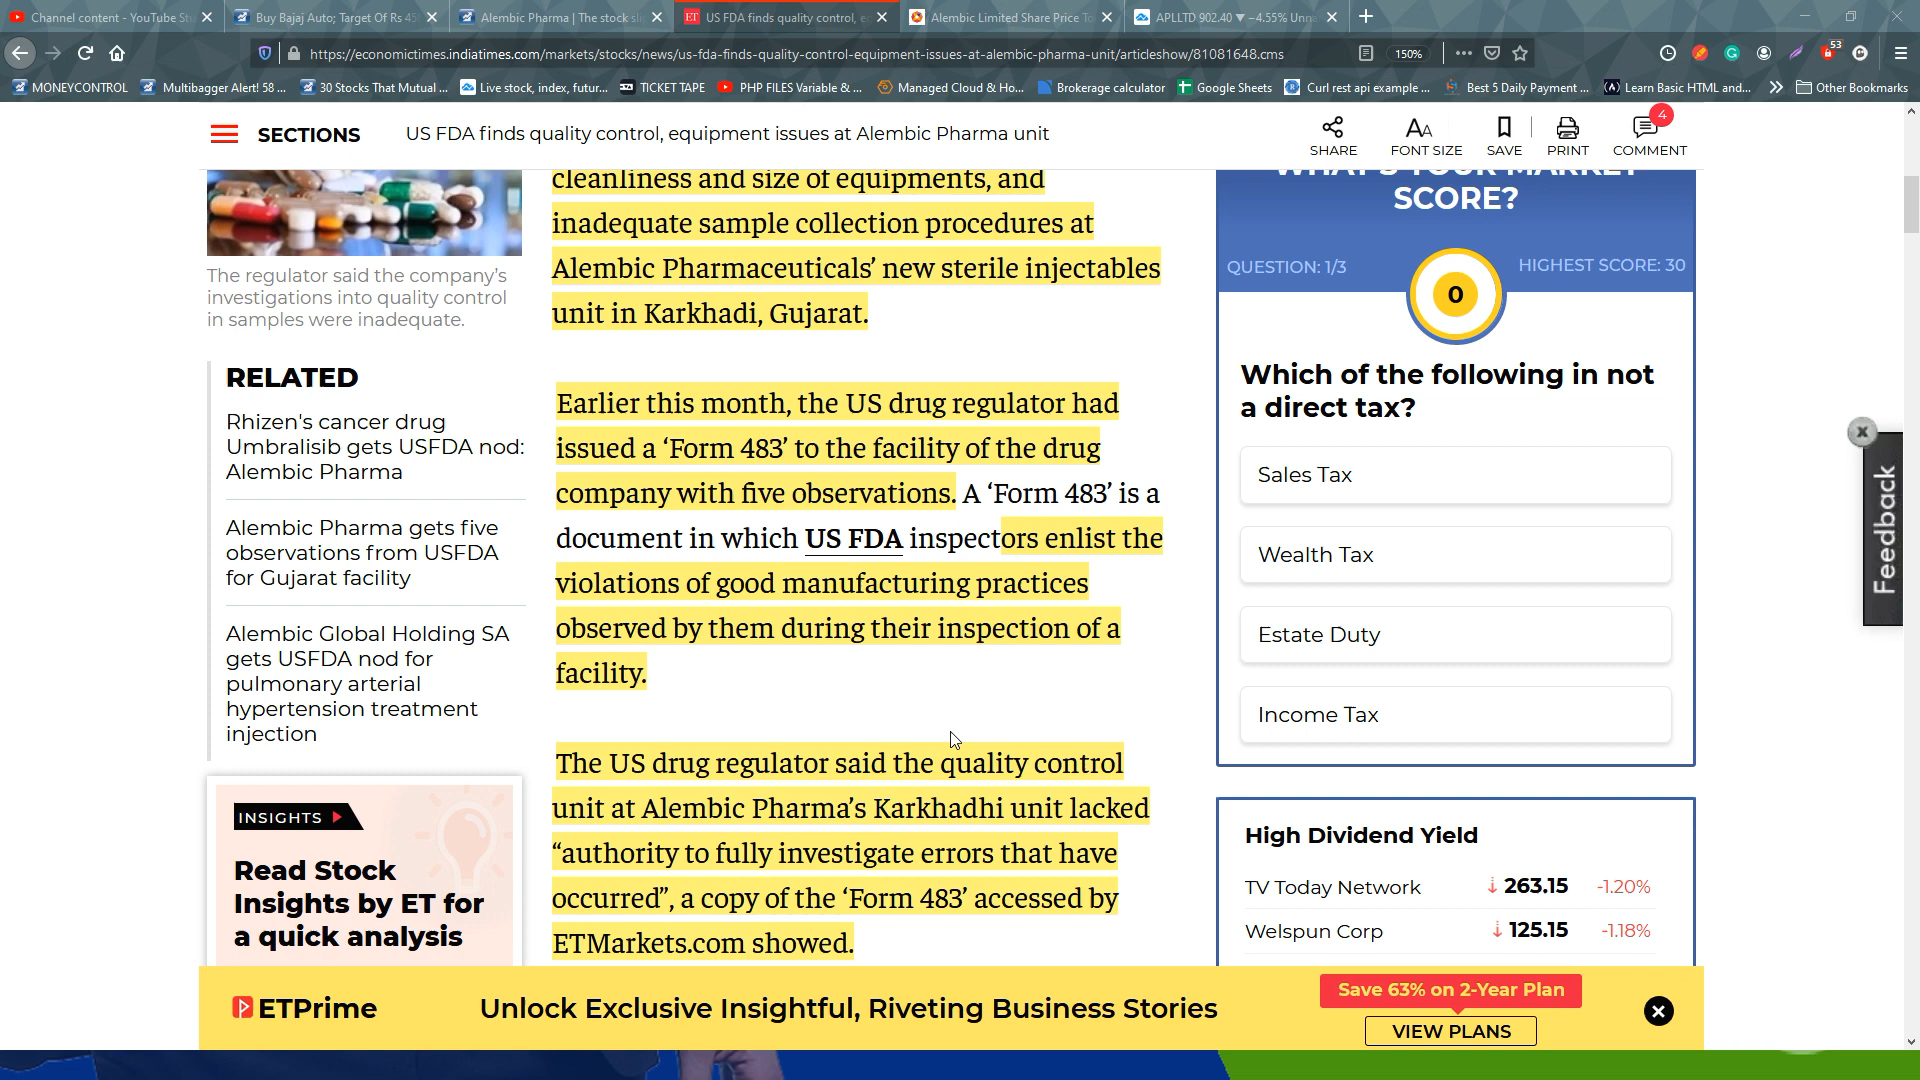 Channel content - YouTube St
Buy Bajaj Auto; Target Of Rs 45
Alembic Pharma | The stock sli
ET US FDA finds quality control, e
Alembic Limited Share Price To
APLLTD 902.40 ▼ −4.55% Unna
https://economictimes.indiatimes.com/markets/stocks/news/us-fda-finds-quality-control-equipment-issues-at-alembic-pharma-unit/articleshow/81081648.cms
150%
53
MONEYCONTROL
Multibagger Alert! 58 ...
30 Stocks That Mutual ...
Live stock, index, futur...
TICKET TAPE
PHP FILES Variable & ...
Managed Cloud & Ho...
Brokerage calculator
Google Sheets
Curl rest api example ...
Best 5 Daily Payment ...
Learn Basic HTML and...
Other Bookmarks
SECTIONS
US FDA finds quality control, equipment issues at Alembic Pharma unit
SHARE
FONT SIZE
SAVE
PRINT
4
COMMENT
The regulator said the company's
investigations into quality control
in samples were inadequate.
RELATED
Rhizen's cancer drug
Umbralisib gets USFDA nod:
Alembic Pharma
Alembic Pharma gets five
observations from USFDA
for Gujarat facility
Alembic Global Holding SA
gets USFDA nod for
pulmonary arterial
hypertension treatment
injection
INSIGHTS
Read Stock
Insights by ET for
a quick analysis
cleanliness and size of equipments, and
inadequate sample collection procedures at
Alembic Pharmaceuticals’ new sterile injectables
unit in Karkhadi, Gujarat.
Earlier this month, the US drug regulator had
issued a ‘Form 483’ to the facility of the drug
company with five observations. A ‘Form 483’ is a
document in which US FDA inspectors enlist the
violations of good manufacturing practices
observed by them during their inspection of a
facility.
The US drug regulator said the quality control
unit at Alembic Pharma’s Karkhadhi unit lacked
“authority to fully investigate errors that have
occurred”, a copy of the ‘Form 483’ accessed by
ETMarkets.com showed.
WHAT'S YOUR MARKET
SCORE?
QUESTION: 1/3
0
HIGHEST SCORE: 30
Which of the following in not
a direct tax?
Sales Tax
Wealth Tax
Estate Duty
Income Tax
High Dividend Yield
TV Today Network 263.15 -1.20%
Welspun Corp 125.15 -1.18%
Feedback
ETPrime
Unlock Exclusive Insightful, Riveting Business Stories
Save 63% on 2-Year Plan
VIEW PLANS